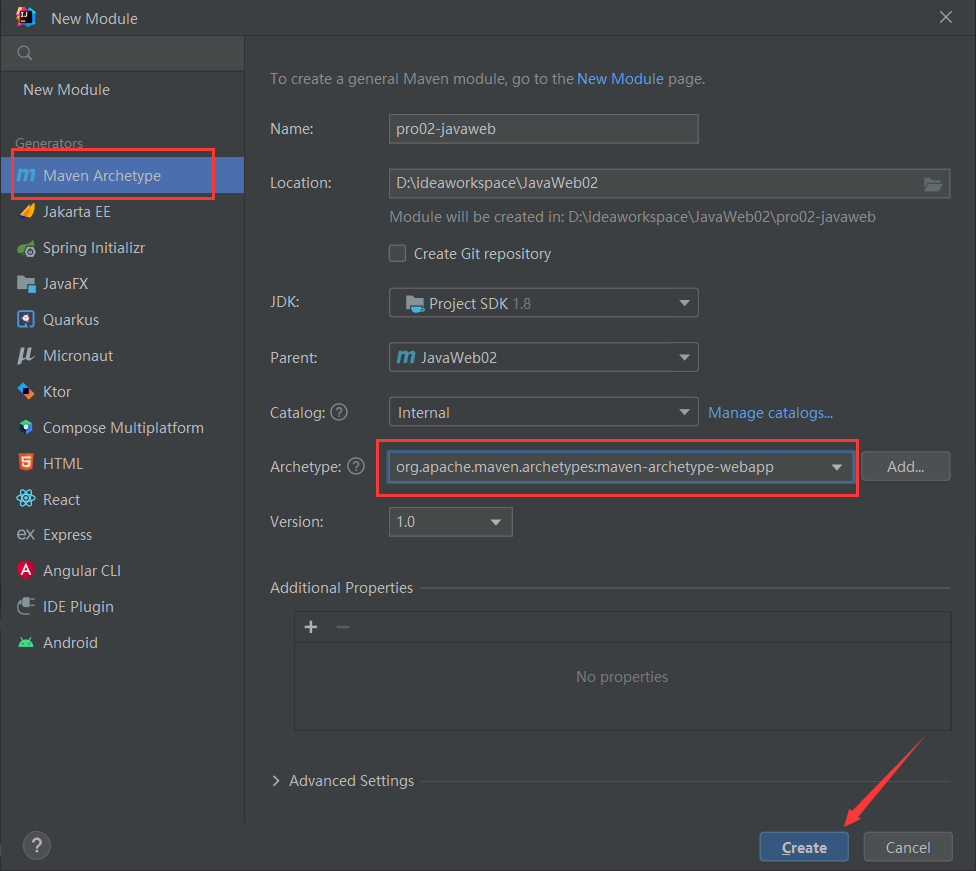 New Module
New Module
Generators
Maven Archetype
Jakarta EE
Spring Initializr
JavaFX
Quarkus
Micronaut
Ktor
Compose Multiplatform
HTML
React
ex Express
Angular CLI
IDE Plugin
Android
To create a general Maven module, go to the New Module page.
Name: pro02-javaweb
Location: D:\ideaworkspace\JavaWeb02
Module will be created in: D:\ideaworkspace\JavaWeb02\pro02-javaweb
Create Git repository
JDK: Project SDK 1.8
Parent: m JavaWeb02
Catalog: ? Internal Manage catalogs...
Archetype: ? org.apache.maven.archetypes:maven-archetype-webapp Add...
Version: 1.0
Additional Properties
+ −
No properties
> Advanced Settings
? Create Cancel